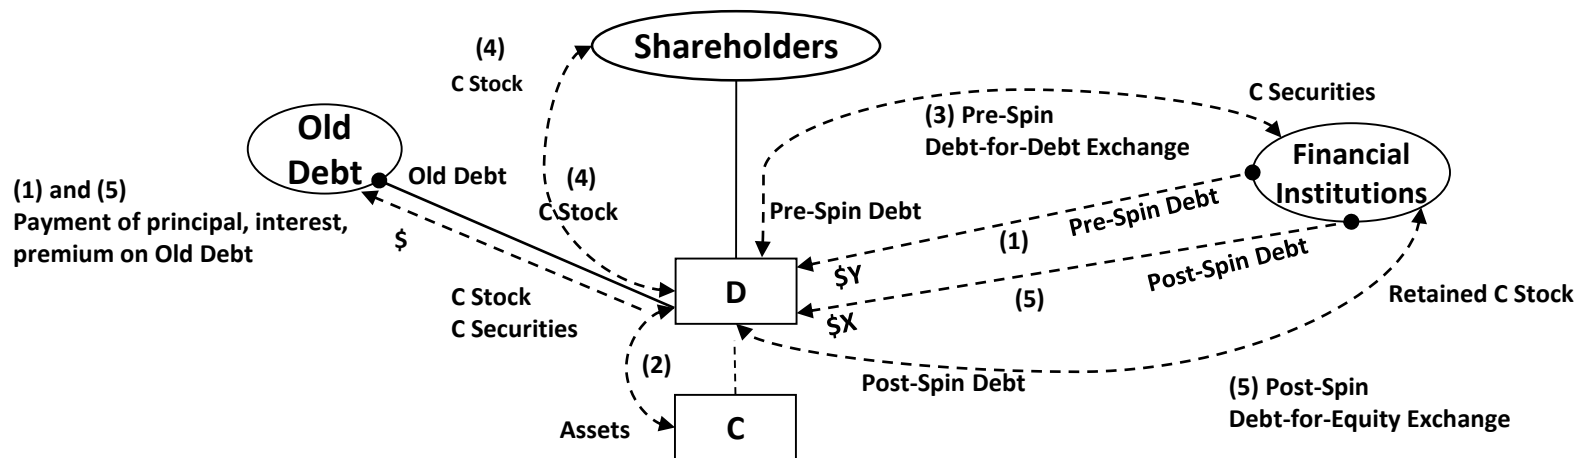 Shareholders
(4)
C Stock
C Securities
(3) Pre-Spin
Debt-for-Debt Exchange
Old
Debt
Financial
Institutions
Old Debt
(4)
C Stock
(1) and (5)
Payment of principal, interest,
premium on Old Debt
$
Pre-Spin Debt
Pre-Spin Debt
(1)
$Y
Post-Spin Debt
(5)
$X
D
C Stock
C Securities
Retained C Stock
(2)
Post-Spin Debt
(5) Post-Spin
Debt-for-Equity Exchange
Assets
C